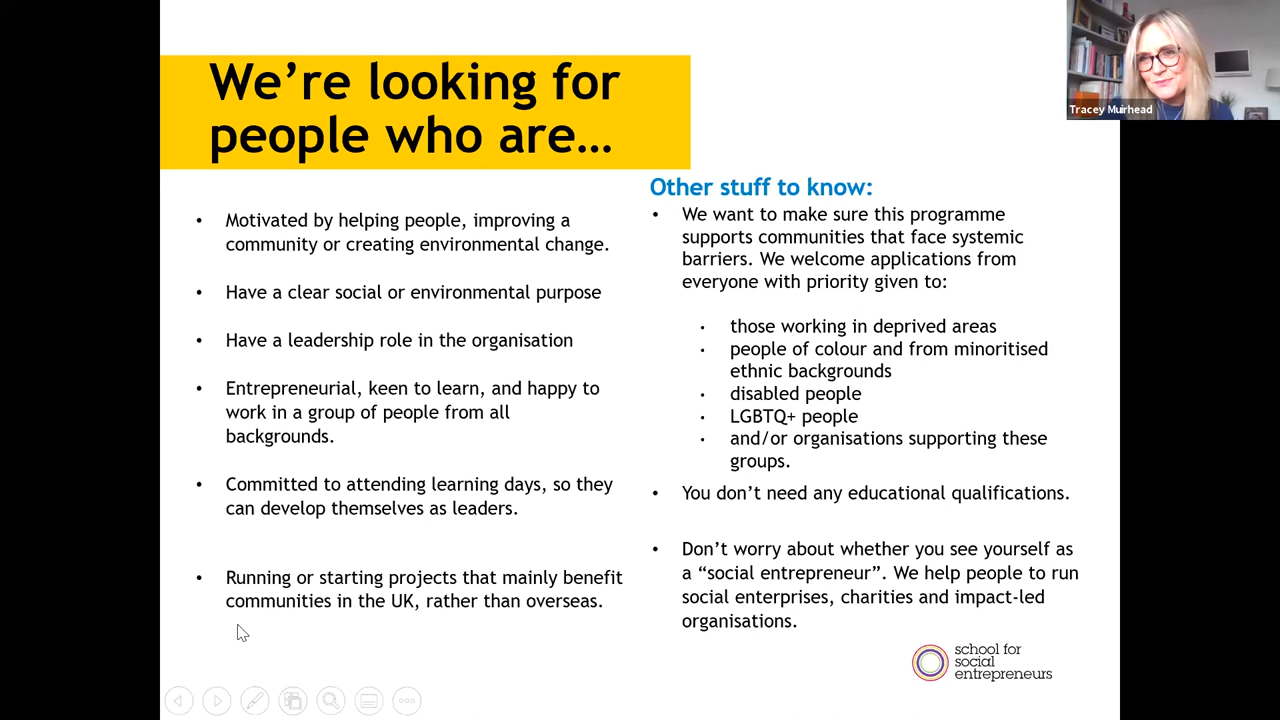 We're looking for
people who are...
Tracey Muirhead
• Motivated by helping people, improving a
community or creating environmental change.
• Have a clear social or environmental purpose
• Have a leadership role in the organisation
• Entrepreneurial, keen to learn, and happy to
work in a group of people from all
backgrounds.
• Committed to attending learning days, so they
can develop themselves as leaders.
• Running or starting projects that mainly benefit
communities in the UK, rather than overseas.
Other stuff to know:
• We want to make sure this programme
supports communities that face systemic
barriers. We welcome applications from
everyone with priority given to:
• those working in deprived areas
• people of colour and from minoritised
ethnic backgrounds
• disabled people
• LGBTQ+ people
• and/or organisations supporting these
groups.
• You don't need any educational qualifications.
• Don't worry about whether you see yourself as
a “social entrepreneur”. We help people to run
social enterprises, charities and impact-led
organisations.
school for
social
entrepreneurs